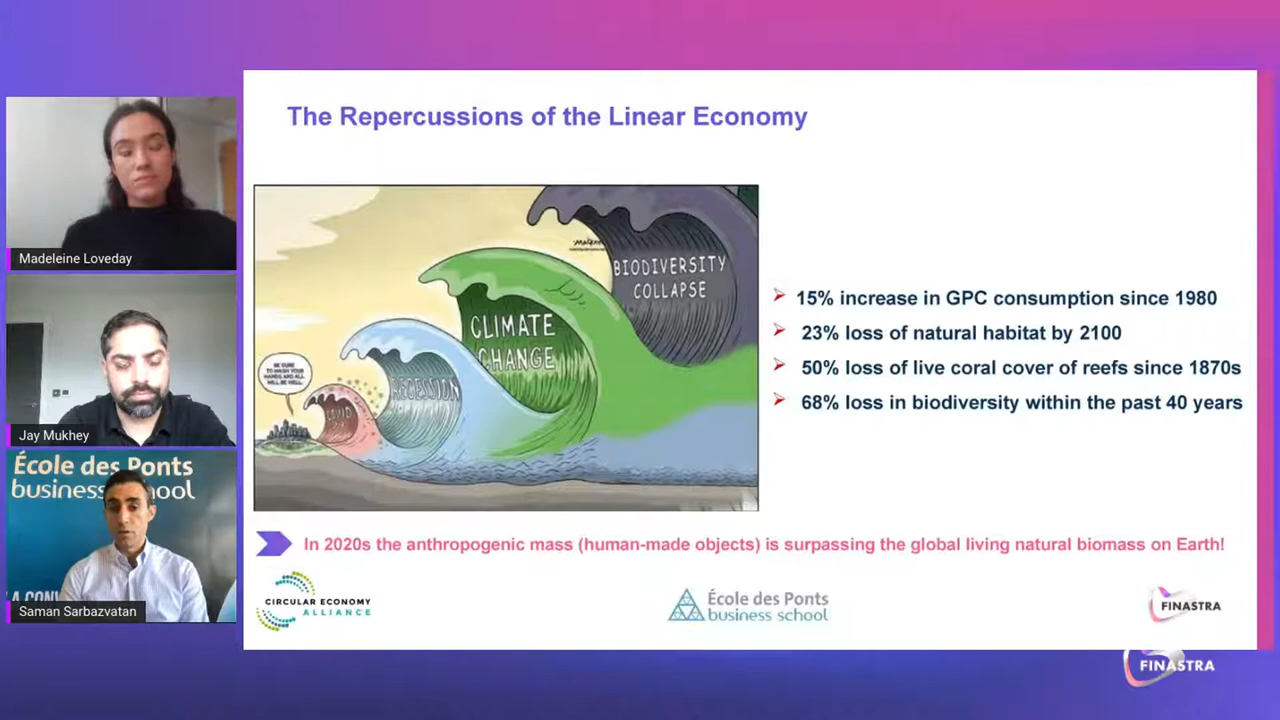 The Repercussions of the Linear Economy
BE SURE
TO WASH YOUR
HANDS AND ALL
WILL BE WELL.
COVID
RECESSION
CLIMATE
CHANGE
BIODIVERSITY
COLLAPSE
15% increase in GPC consumption since 1980
23% loss of natural habitat by 2100
50% loss of live coral cover of reefs since 1870s
68% loss in biodiversity within the past 40 years
In 2020s the anthropogenic mass (human-made objects) is surpassing the global living natural biomass on Earth!
CIRCULAR ECONOMY
ALLIANCE
École des Ponts
business school
FINASTRA
FINASTRA
Madeleine Loveday
Jay Mukhey
École des Ponts
business school
Saman Sarbazvatan